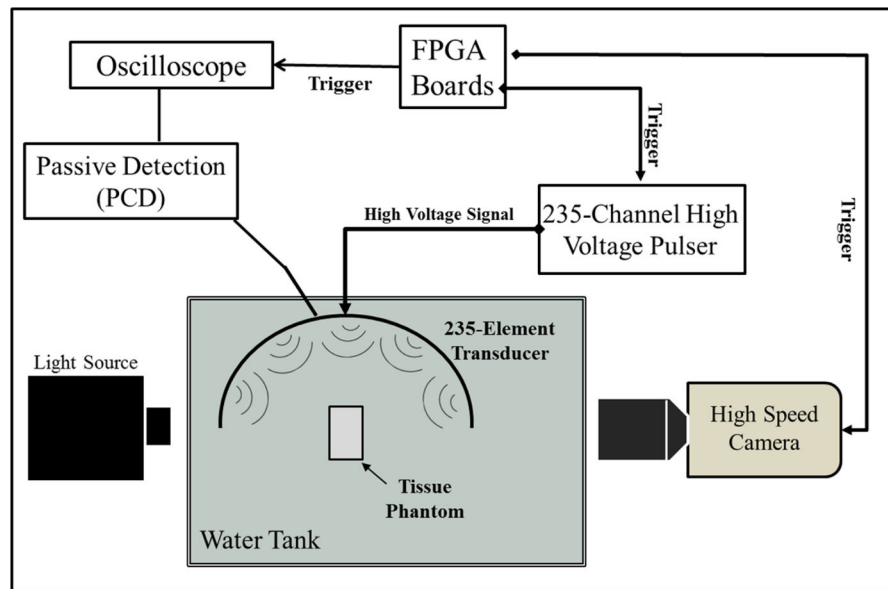 Oscilloscope
Trigger
FPGA
Boards
Trigger
Trigger
Passive Detection
(PCD)
High Voltage Signal
235-Channel High
Voltage Pulser
235-Element
Transducer
Light Source
High Speed
Camera
Tissue
Phantom
Water Tank